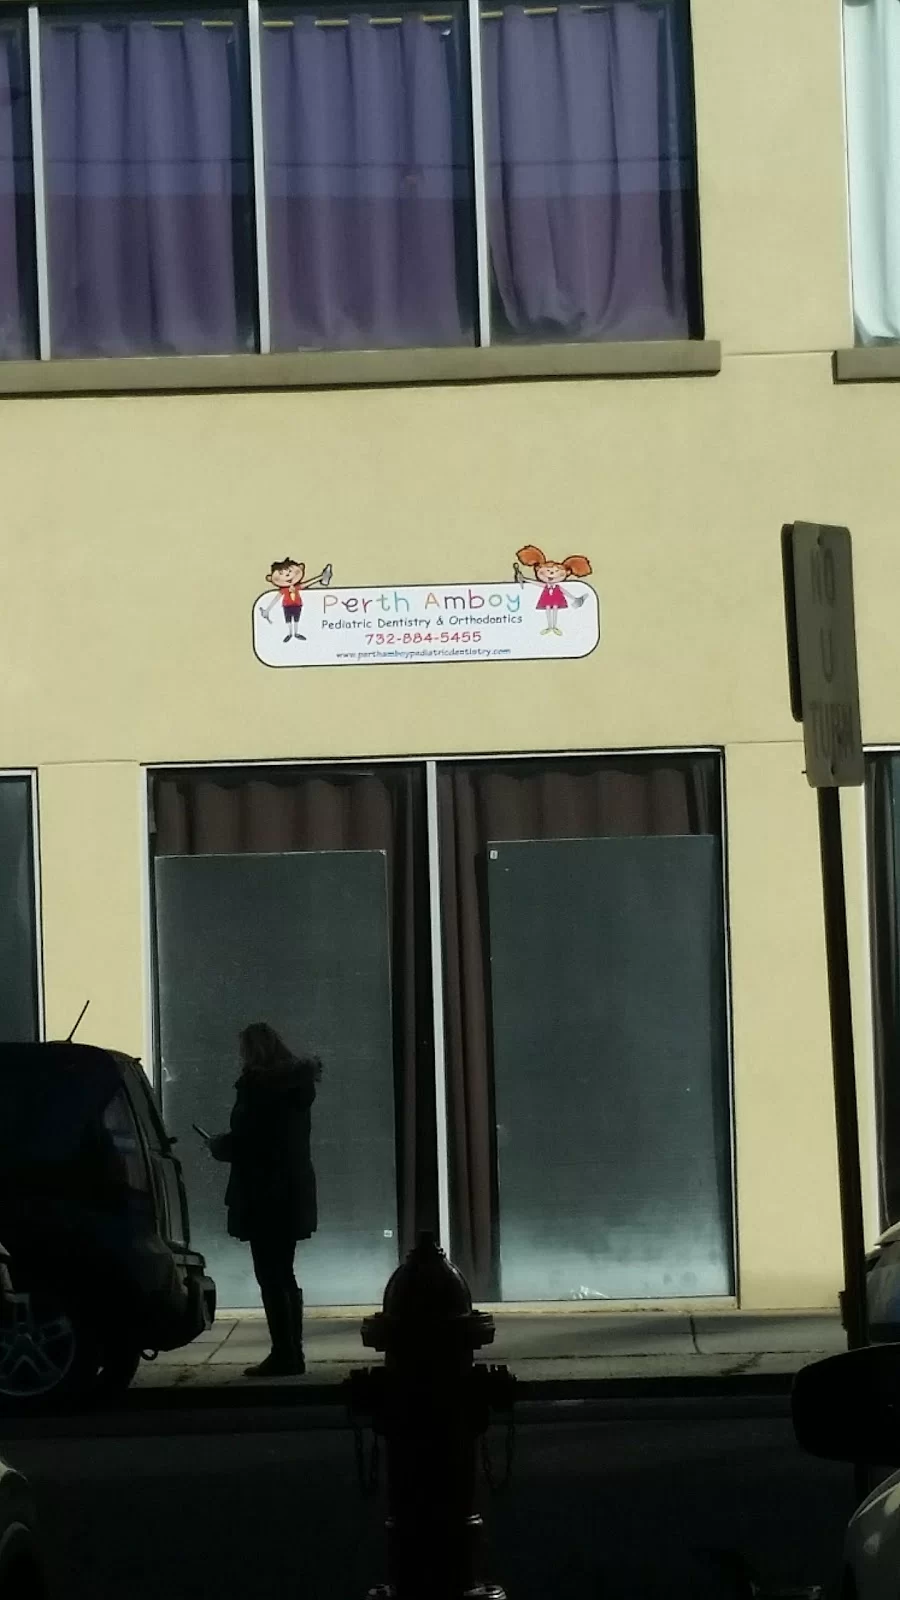 Perth Amboy
Pediatric Dentistry & Orthodontics
732-884-5455
www.perthamboypediatricdentistry.com
NO
U
TURN